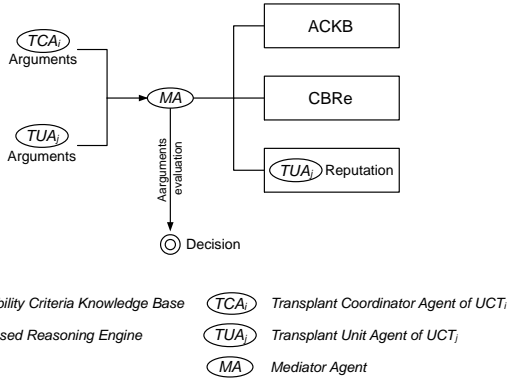 TCAi
Arguments
ACKB
MA
CBRe
TUAj
Arguments
TUAj Reputation
Aarguments
evaluation
Decision
bility Criteria Knowledge Base
TCAi Transplant Coordinator Agent of UCTi
sed Reasoning Engine
TUAj Transplant Unit Agent of UCTj
MA Mediator Agent